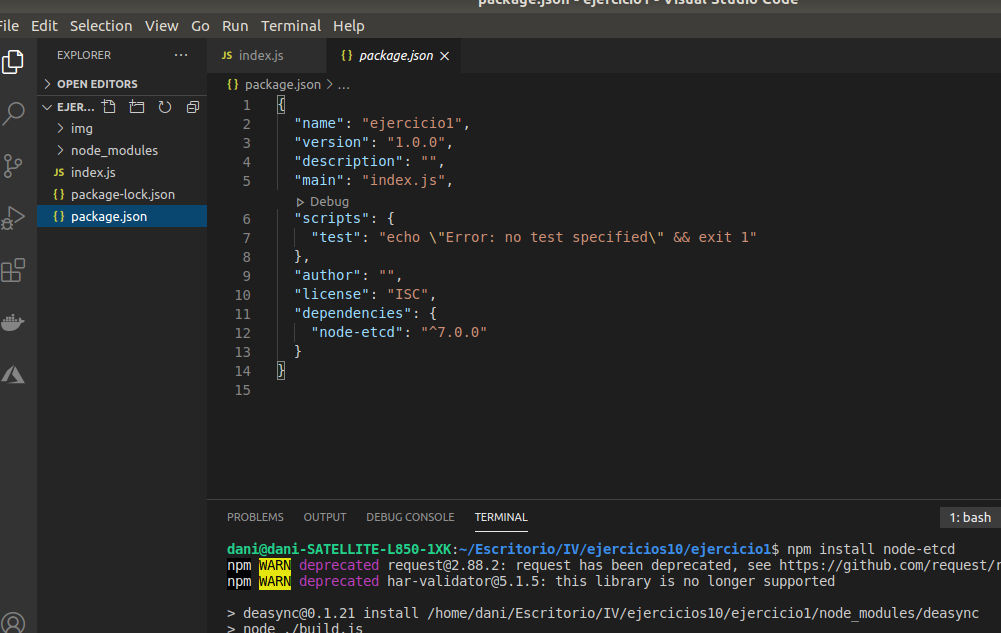 package.json - ejercicio1 - Visual Studio Code
File Edit Selection View Go Run Terminal Help
EXPLORER ...
JS index.js
{} package.json ×
> OPEN EDITORS
{} package.json > ...
EJER...
> img
> node_modules
JS index.js
{} package-lock.json
{} package.json
1 {
2 "name": "ejercicio1",
3 "version": "1.0.0",
4 "description": "",
5 "main": "index.js",
Debug
6 "scripts": {
7 "test": "echo \"Error: no test specified\" && exit 1"
8 },
9 "author": "",
10 "license": "ISC",
11 "dependencies": {
12 "node-etcd": "^7.0.0"
13 }
14 }
15
PROBLEMS OUTPUT DEBUG CONSOLE TERMINAL 1: bash
dani@dani-SATELLITE-L850-1XK:~/Escritorio/IV/ejercicios10/ejercicio1$ npm install node-etcd
npm WARN deprecated request@2.88.2: request has been deprecated, see https://github.com/request/r
npm WARN deprecated har-validator@5.1.5: this library is no longer supported
> deasync@0.1.21 install /home/dani/Escritorio/IV/ejercicios10/ejercicio1/node_modules/deasync
> node ./build.js